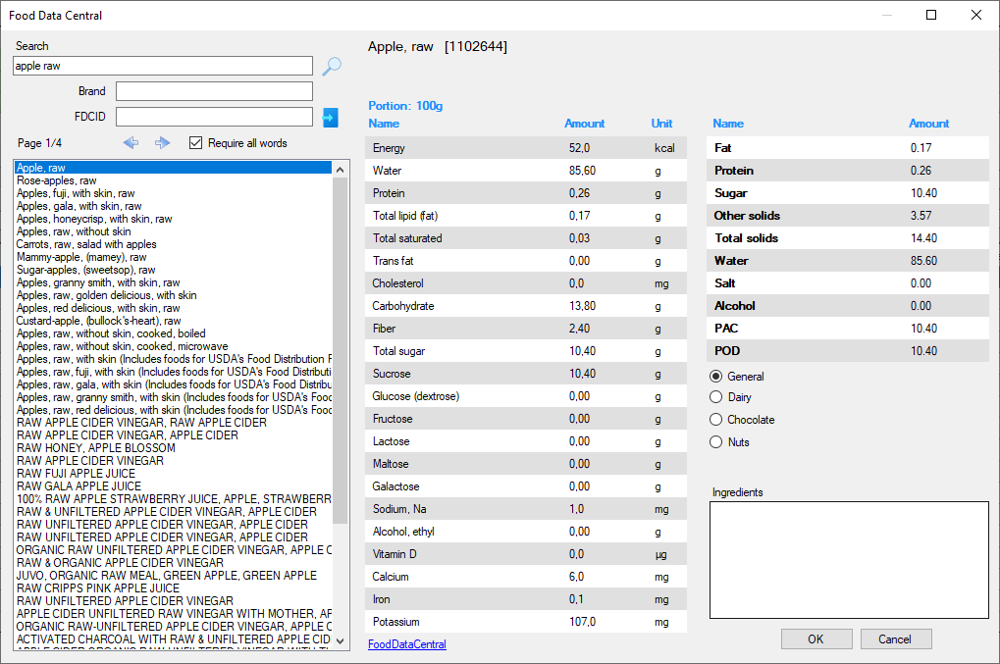 Food Data Central
Search
apple raw
Brand
FDCID
Page 1/4
Require all words
Apple, raw
Rose-apples, raw
Apples, fuji, with skin, raw
Apples, gala, with skin, raw
Apples, honeycrisp, with skin, raw
Apples, raw, without skin
Carrots, raw, salad with apples
Mammy-apple, (mamey), raw
Sugar-apples, (sweetsop), raw
Apples, granny smith, with skin, raw
Apples, raw, golden delicious, with skin
Apples, red delicious, with skin, raw
Custard-apple, (bullock's-heart), raw
Apples, raw, without skin, cooked, boiled
Apples, raw, without skin, cooked, microwave
Apples, raw, with skin (Includes foods for USDA's Food Distribution F
Apples, raw, fuji, with skin (Includes foods for USDA's Food Distributi
Apples, raw, gala, with skin (Includes foods for USDA's Food Distribu
Apples, raw, granny smith, with skin (Includes foods for USDA's Food
Apples, raw, red delicious, with skin (Includes foods for USDA's Food
RAW APPLE CIDER VINEGAR, RAW APPLE CIDER
RAW APPLE CIDER VINEGAR, APPLE CIDER
RAW HONEY, APPLE BLOSSOM
RAW APPLE CIDER VINEGAR
RAW FUJI APPLE JUICE
RAW GALA APPLE JUICE
100% RAW APPLE STRAWBERRY JUICE, APPLE, STRAWBERR
RAW & UNFILTERED APPLE CIDER VINEGAR, APPLE CIDER
RAW UNFILTERED APPLE CIDER VINEGAR, APPLE CIDER
RAW UNFILTERED APPLE CIDER VINEGAR, APPLE CIDER
ORGANIC RAW UNFILTERED APPLE CIDER VINEGAR, APPLE C
RAW & ORGANIC APPLE CIDER VINEGAR
JUVO, ORGANIC RAW MEAL, GREEN APPLE, GREEN APPLE
RAW CRIPPS PINK APPLE JUICE
RAW UNFILTERED APPLE CIDER VINEGAR
APPLE CIDER UNFILTERED RAW VINEGAR WITH MOTHER, AP
ORGANIC RAW-UNFILTERED APPLE CIDER VINEGAR, APPLE C
ACTIVATED CHARCOAL WITH RAW & UNFILTERED APPLE CID
Apple, raw [1102644]
Portion: 100g
Name Amount Unit
Energy 52,0 kcal
Water 85,60 g
Protein 0,26 g
Total lipid (fat) 0,17 g
Total saturated 0,03 g
Trans fat 0,00 g
Cholesterol 0,0 mg
Carbohydrate 13,80 g
Fiber 2,40 g
Total sugar 10,40 g
Sucrose 10,40 g
Glucose (dextrose) 0,00 g
Fructose 0,00 g
Lactose 0,00 g
Maltose 0,00 g
Galactose 0,00 g
Sodium, Na 1,0 mg
Alcohol, ethyl 0,00 g
Vitamin D 0,0 µg
Calcium 6,0 mg
Iron 0,1 mg
Potassium 107,0 mg
FoodDataCentral
Name Amount
Fat 0.17
Protein 0.26
Sugar 10.40
Other solids 3.57
Total solids 14.40
Water 85.60
Salt 0.00
Alcohol 0.00
PAC 10.40
POD 10.40
General
Dairy
Chocolate
Nuts
Ingredients
OK Cancel